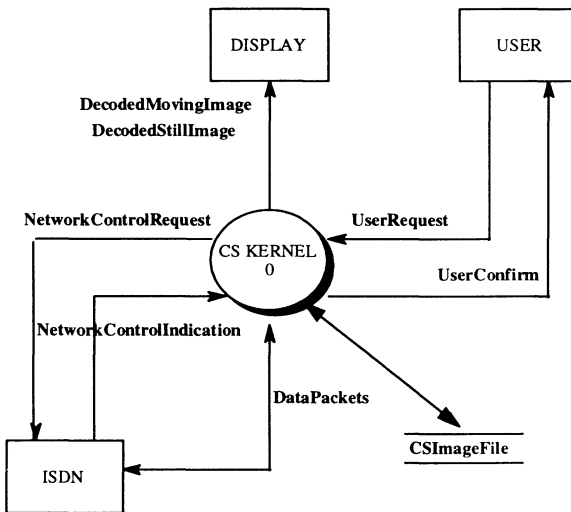 DISPLAY
USER
DecodedMovingImage
DecodedStillImage
NetworkControlRequest
UserRequest
CS KERNEL
0
UserConfirm
NetworkControlIndication
DataPackets
CSImageFile
ISDN